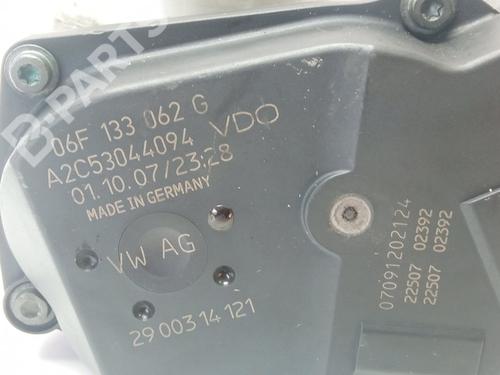 B-PARTS
06F 133 062 G
A2C53044094 VDO
01.10.07/23:28
MADE IN GERMANY
VW AG
29 003 14 121
07091202124
22507 02392
22507 02392